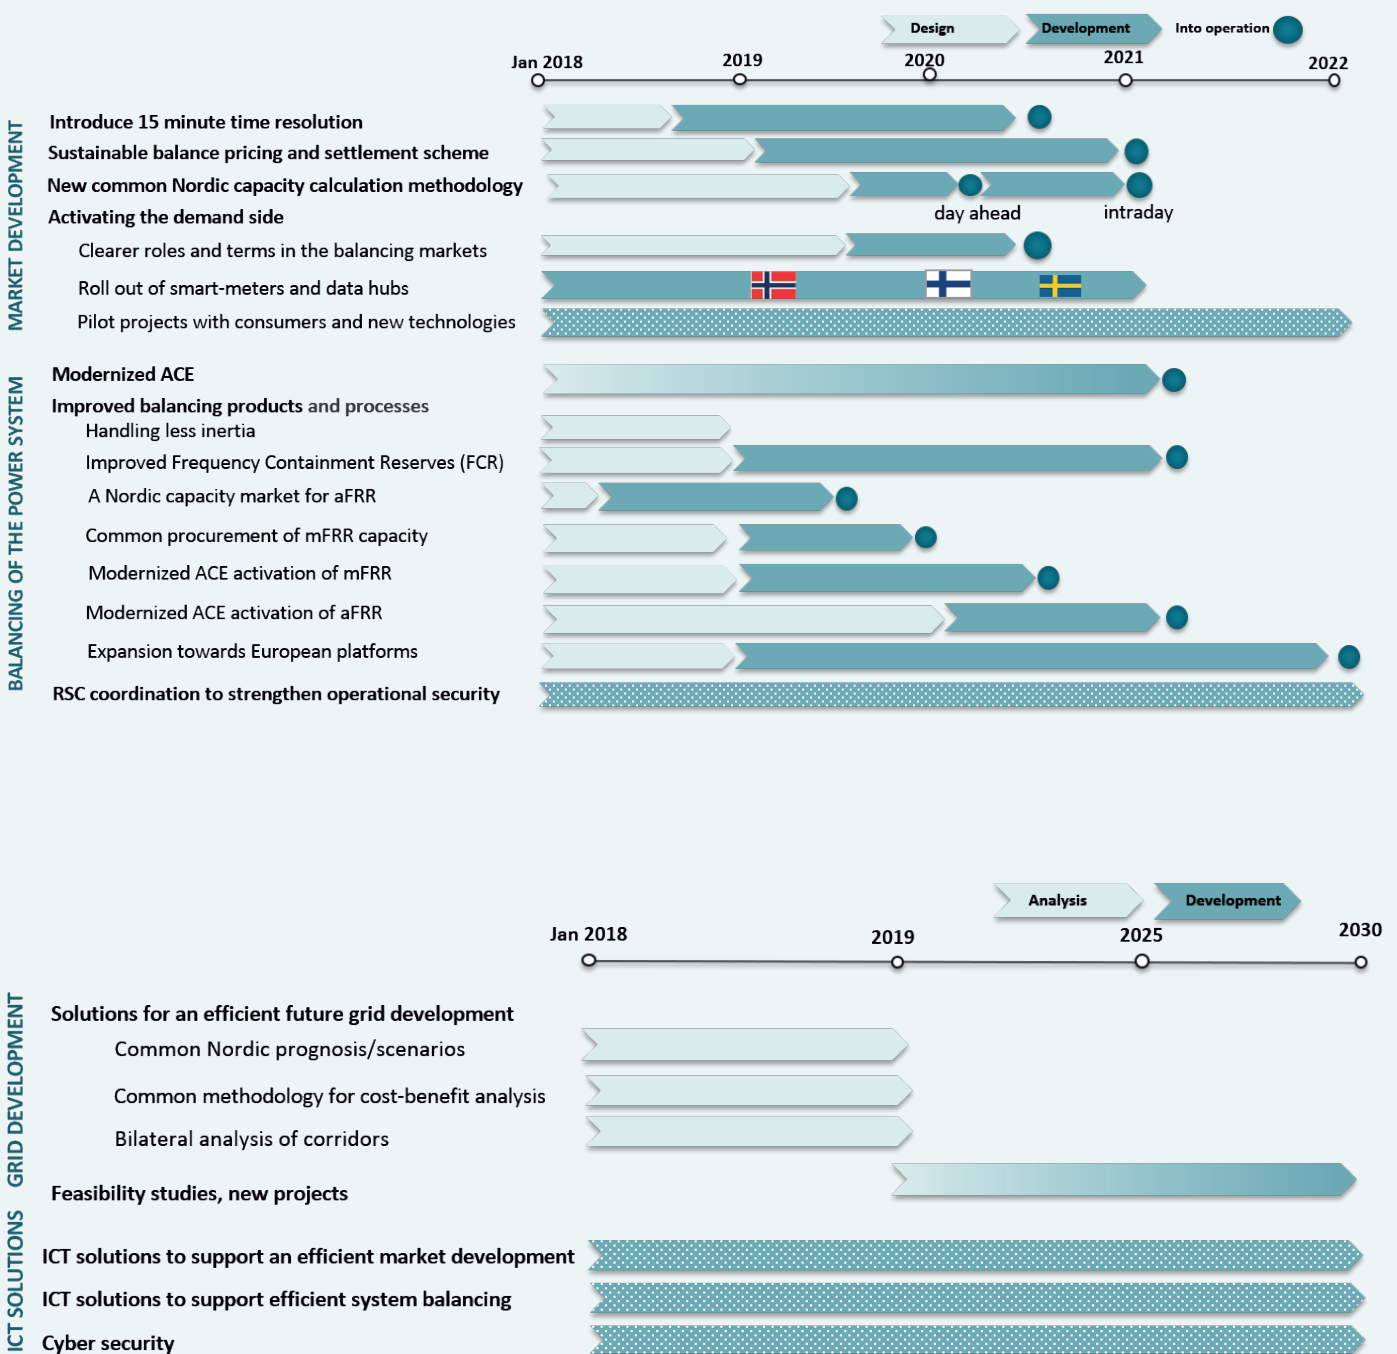 Design
Development
Into operation
Jan 2018
2019
2020
2021
2022
MARKET DEVELOPMENT
Introduce 15 minute time resolution
Sustainable balance pricing and settlement scheme
New common Nordic capacity calculation methodology
day ahead
intraday
Activating the demand side
Clearer roles and terms in the balancing markets
Roll out of smart-meters and data hubs
Pilot projects with consumers and new technologies
BALANCING OF THE POWER SYSTEM
Modernized ACE
Improved balancing products and processes
Handling less inertia
Improved Frequency Containment Reserves (FCR)
A Nordic capacity market for aFRR
Common procurement of mFRR capacity
Modernized ACE activation of mFRR
Modernized ACE activation of aFRR
Expansion towards European platforms
RSC coordination to strengthen operational security
Analysis
Development
Jan 2018
2019
2025
2030
GRID DEVELOPMENT
Solutions for an efficient future grid development
Common Nordic prognosis/scenarios
Common methodology for cost-benefit analysis
Bilateral analysis of corridors
Feasibility studies, new projects
ICT SOLUTIONS
ICT solutions to support an efficient market development
ICT solutions to support efficient system balancing
Cyber security